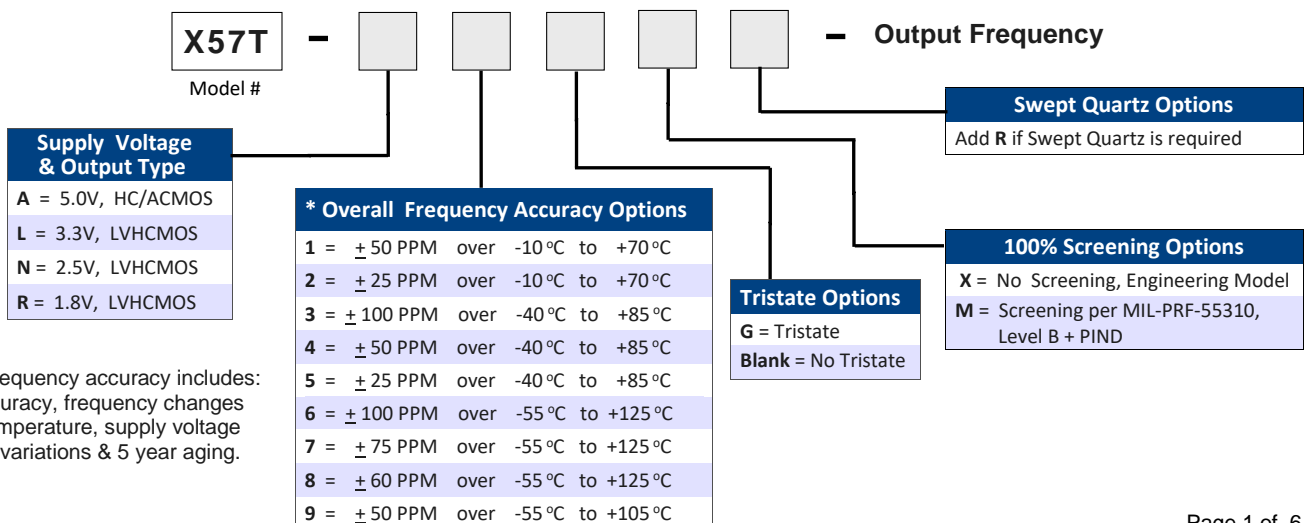 X57T – – Output Frequency
Model #
Swept Quartz Options
Add R if Swept Quartz is required
Supply Voltage
& Output Type
A = 5.0V, HC/ACMOS
L = 3.3V, LVHCMOS
N = 2.5V, LVHCMOS
R = 1.8V, LVHCMOS
* Overall Frequency Accuracy Options
1 = ± 50 PPM over -10 °C to +70 °C
2 = ± 25 PPM over -10 °C to +70 °C
3 = ± 100 PPM over -40 °C to +85 °C
4 = ± 50 PPM over -40 °C to +85 °C
5 = ± 25 PPM over -40 °C to +85 °C
6 = ± 100 PPM over -55 °C to +125 °C
7 = ± 75 PPM over -55 °C to +125 °C
8 = ± 60 PPM over -55 °C to +125 °C
9 = ± 50 PPM over -55 °C to +105 °C
Tristate Options
G = Tristate
Blank = No Tristate
100% Screening Options
X = No Screening, Engineering Model
M = Screening per MIL-PRF-55310,
Level B + PIND
equency accuracy includes:
uracy, frequency changes
mperature, supply voltage
variations & 5 year aging.
Page 1 of 6